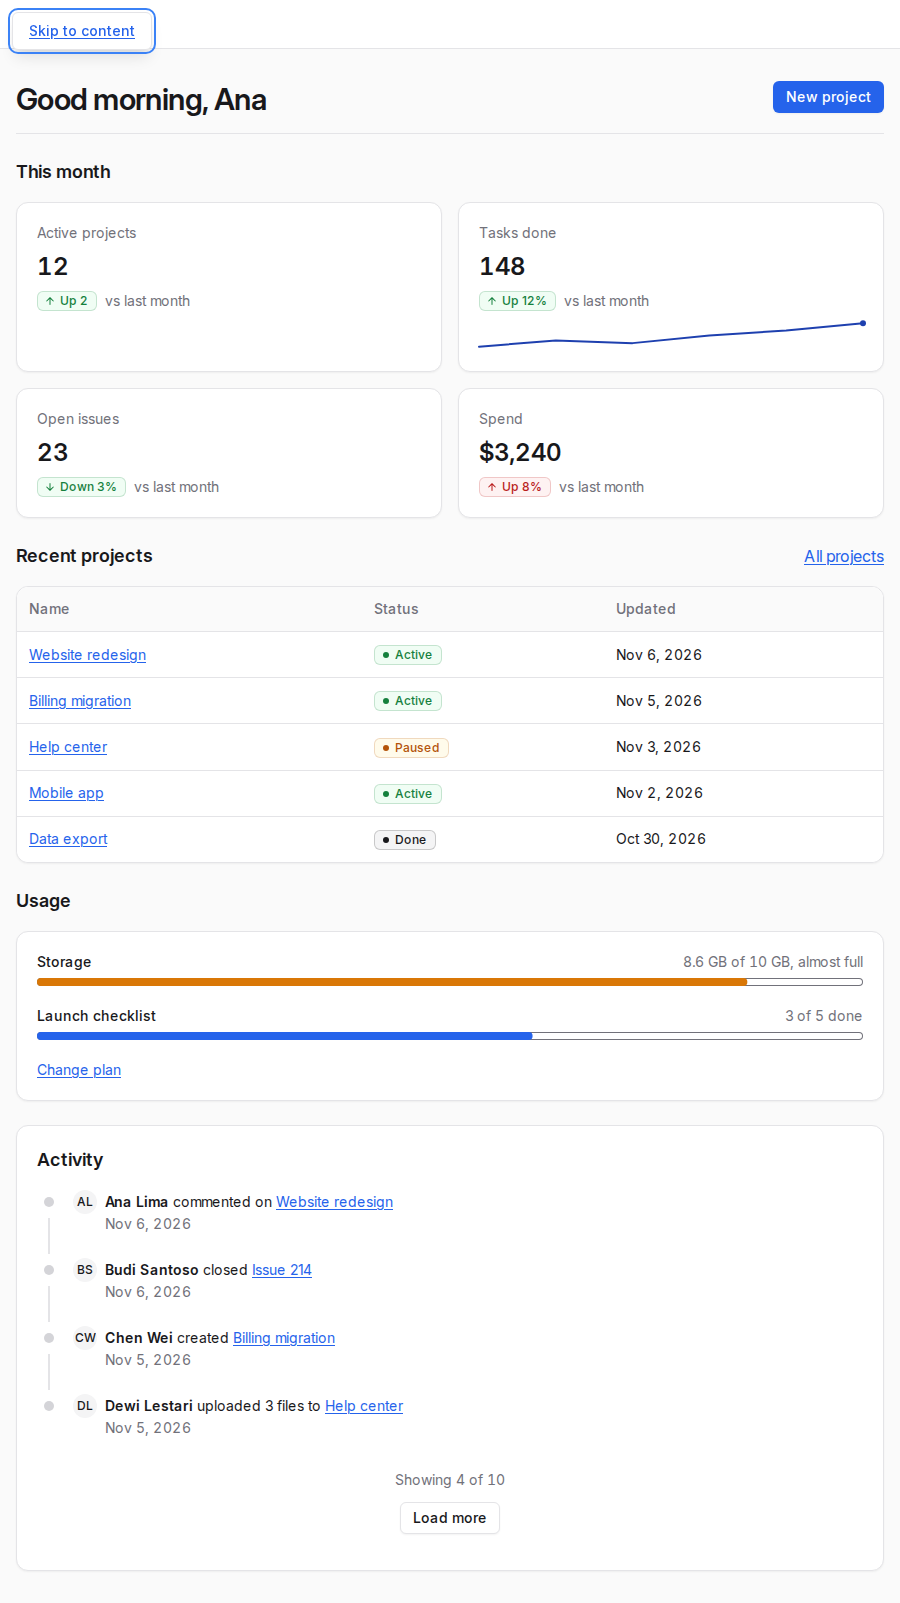 Skip to content
Good morning, Ana
New project
This month
Active projects
12
Up 2 vs last month
Tasks done
148
Up 12% vs last month
Open issues
23
Down 3% vs last month
Spend
$3,240
Up 8% vs last month
Recent projects
All projects
Name Status Updated
Website redesign Active Nov 6, 2026
Billing migration Active Nov 5, 2026
Help center Paused Nov 3, 2026
Mobile app Active Nov 2, 2026
Data export Done Oct 30, 2026
Usage
Storage 8.6 GB of 10 GB, almost full
Launch checklist 3 of 5 done
Change plan
Activity
AL Ana Lima commented on Website redesign
Nov 6, 2026
BS Budi Santoso closed Issue 214
Nov 6, 2026
CW Chen Wei created Billing migration
Nov 5, 2026
DL Dewi Lestari uploaded 3 files to Help center
Nov 5, 2026
Showing 4 of 10
Load more